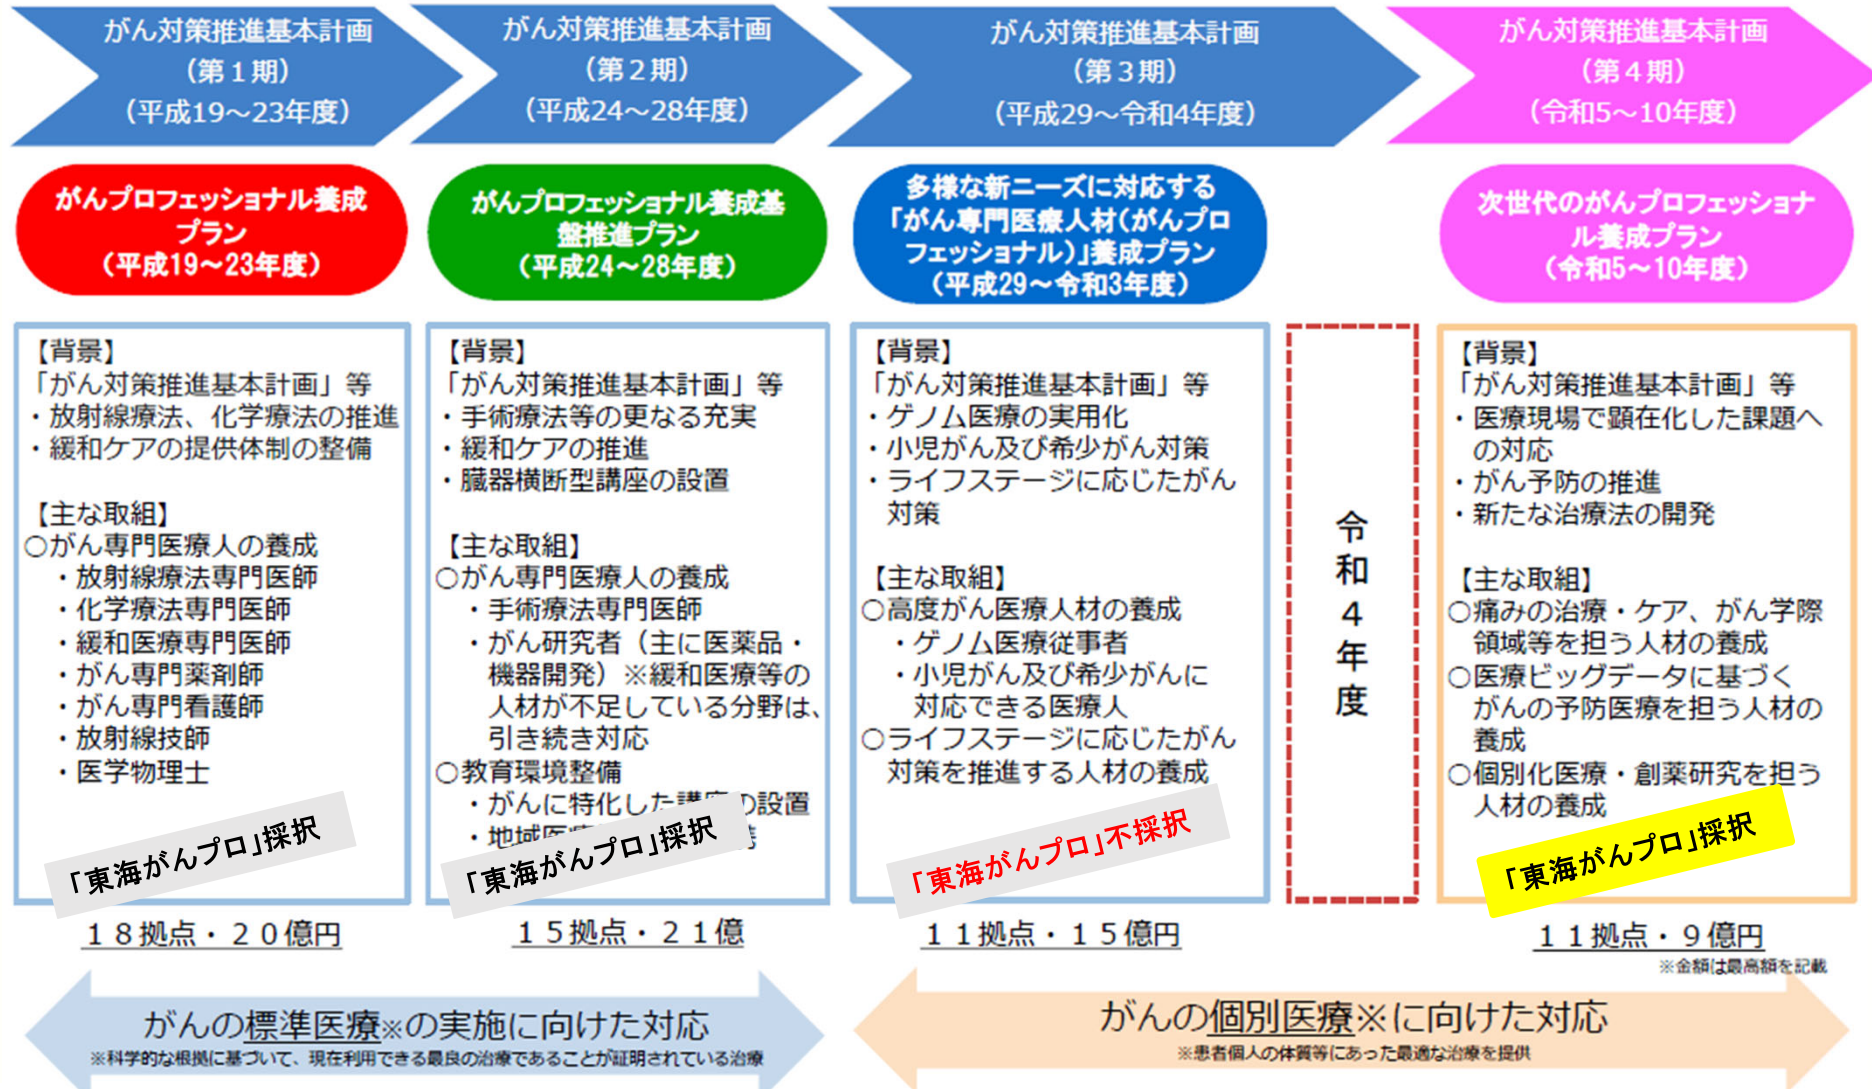 がん対策推進基本計画
（第１期）
（平成19～23年度）
がん対策推進基本計画
（第２期）
（平成24～28年度）
がん対策推進基本計画
（第３期）
（平成29～令和4年度）
がん対策推進基本計画
（第４期）
（令和5～10年度）
がんプロフェッショナル養成
プラン
（平成19～23年度）
がんプロフェッショナル養成基
盤推進プラン
（平成24～28年度）
多様な新ニーズに対応する
「がん専門医療人材（がんプロ
フェッショナル）」養成プラン
（平成29～令和3年度）
次世代のがんプロフェッショナ
ル養成プラン
（令和5～10年度）
【背景】
「がん対策推進基本計画」等
・放射線療法、化学療法の推進
・緩和ケアの提供体制の整備
【主な取組】
○がん専門医療人の養成
・放射線療法専門医師
・化学療法専門医師
・緩和医療専門医師
・がん専門薬剤師
・がん専門看護師
・放射線技師
・医学物理士
「東海がんプロ」採択
１８拠点・２０億円
【背景】
「がん対策推進基本計画」等
・手術療法等の更なる充実
・緩和ケアの推進
・臓器横断型講座の設置
【主な取組】
○がん専門医療人の養成
・手術療法専門医師
・がん研究者（主に医薬品・
機器開発）※緩和医療等の
人材が不足している分野は、
引き続き対応
○教育環境整備
・がんに特化した講座の設置
・地域医
「東海がんプロ」採択
１５拠点・２１億
【背景】
「がん対策推進基本計画」等
・ゲノム医療の実用化
・小児がん及び希少がん対策
・ライフステージに応じたがん
対策
【主な取組】
○高度がん医療人材の養成
・ゲノム医療従事者
・小児がん及び希少がんに
対応できる医療人
○ライフステージに応じたがん
対策を推進する人材の養成
「東海がんプロ」不採択
１１拠点・１５億円
令和４年度
【背景】
「がん対策推進基本計画」等
・医療現場で顕在化した課題へ
の対応
・がん予防の推進
・新たな治療法の開発
【主な取組】
○痛みの治療・ケア、がん学際
領域等を担う人材の養成
○医療ビッグデータに基づく
がんの予防医療を担う人材の
養成
○個別化医療・創薬研究を担う
人材の養成
「東海がんプロ」採択
１１拠点・９億円
※金額は最高額を記載
がんの標準医療※の実施に向けた対応
※科学的な根拠に基づいて、現在利用できる最良の治療であることが証明されている治療
がんの個別医療※に向けた対応
※患者個人の体質等にあった最適な治療を提供